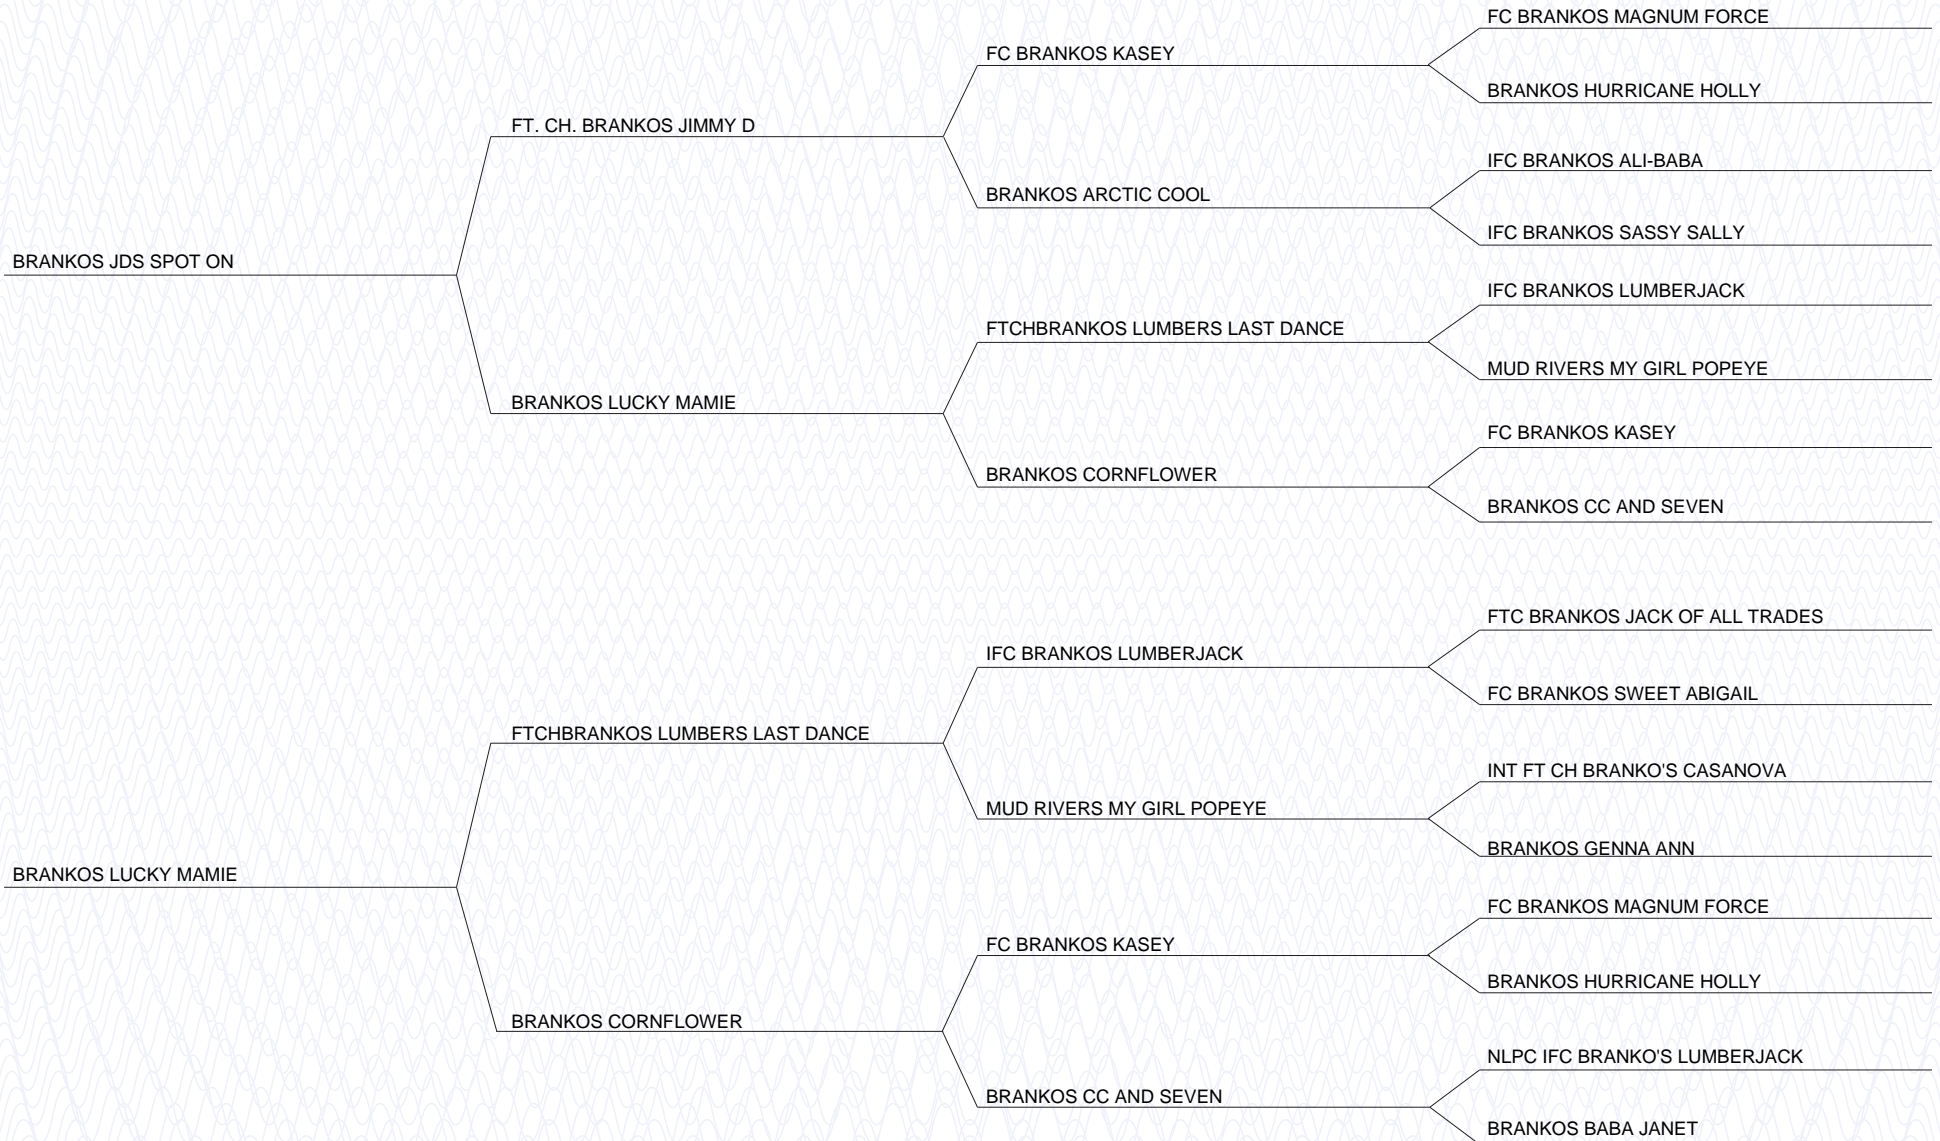 FC BRANKOS MAGNUM FORCE
FC BRANKOS KASEY
BRANKOS HURRICANE HOLLY
FT. CH. BRANKOS JIMMY D
IFC BRANKOS ALI-BABA
BRANKOS ARCTIC COOL
IFC BRANKOS SASSY SALLY
BRANKOS JDS SPOT ON
IFC BRANKOS LUMBERJACK
FTCHBRANKOS LUMBERS LAST DANCE
MUD RIVERS MY GIRL POPEYE
BRANKOS LUCKY MAMIE
FC BRANKOS KASEY
BRANKOS CORNFLOWER
BRANKOS CC AND SEVEN
FTC BRANKOS JACK OF ALL TRADES
IFC BRANKOS LUMBERJACK
FC BRANKOS SWEET ABIGAIL
FTCHBRANKOS LUMBERS LAST DANCE
INT FT CH BRANKO'S CASANOVA
MUD RIVERS MY GIRL POPEYE
BRANKOS GENNA ANN
BRANKOS LUCKY MAMIE
FC BRANKOS MAGNUM FORCE
FC BRANKOS KASEY
BRANKOS HURRICANE HOLLY
BRANKOS CORNFLOWER
NLPC IFC BRANKO'S LUMBERJACK
BRANKOS CC AND SEVEN
BRANKOS BABA JANET